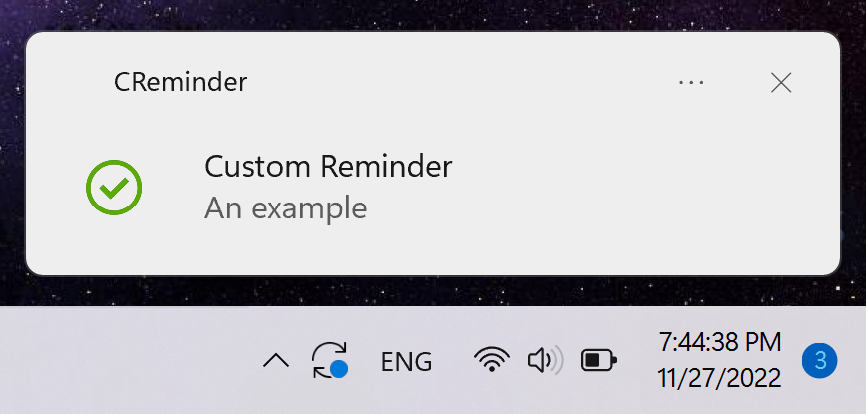 CReminder
Custom Reminder
An example
ENG
7:44:38 PM
11/27/2022
3